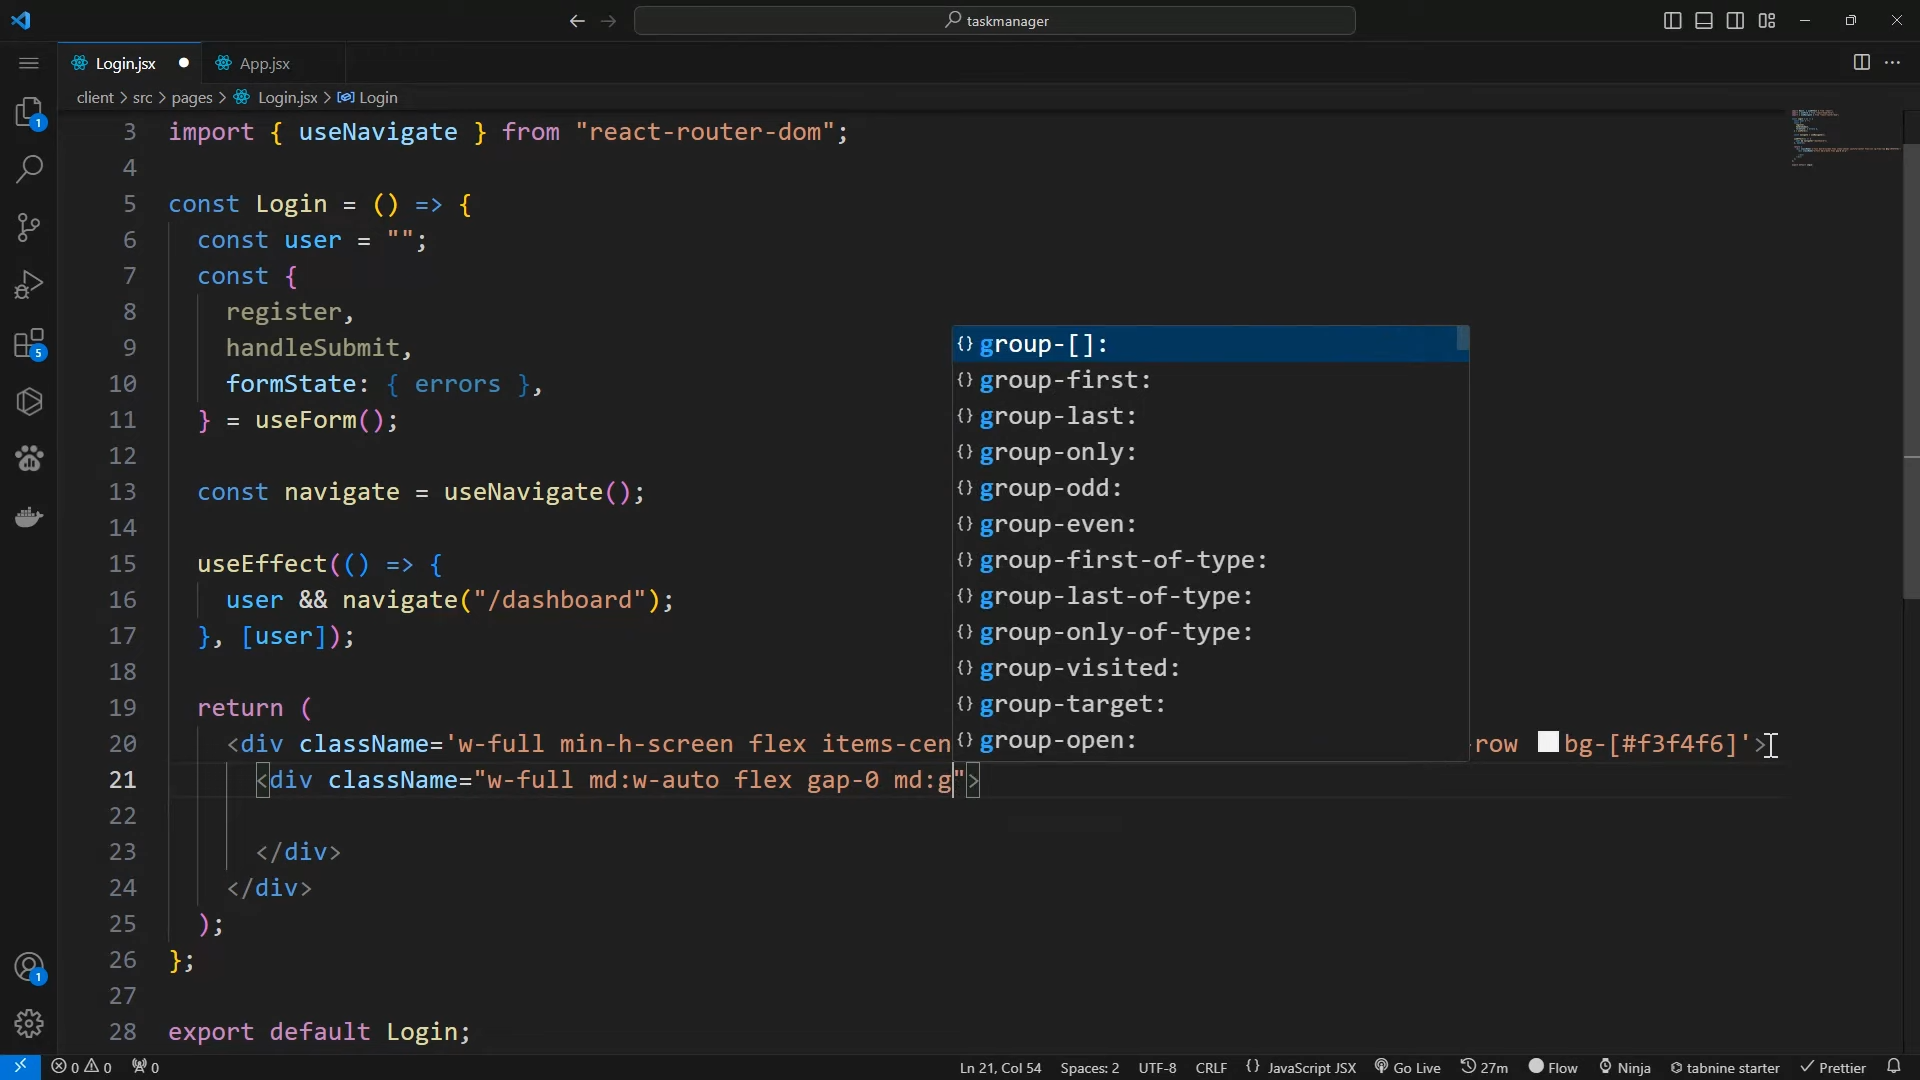 taskmanager
Login.jsx
App.jsx
client > src > pages > Login.jsx > Login
3 import { useNavigate } from "react-router-dom";
4
5 const Login = () => {
6 const user = "";
7 const {
8 register,
9 handleSubmit,
10 formState: { errors },
11 } = useForm();
12
13 const navigate = useNavigate();
14
15 useEffect(() => {
16 user && navigate("/dashboard");
17 }, [user]);
18
19 return (
20 <div className='w-full min-h-screen flex items-cen
-row bg-[#f3f4f6]'>
21 <div className="w-full md:w-auto flex gap-0 md:g">
22
23 </div>
24 </div>
25 );
26 };
27
28 export default Login;
group-[]:
group-first:
group-last:
group-only:
group-odd:
group-even:
group-first-of-type:
group-last-of-type:
group-only-of-type:
group-visited:
group-target:
group-open:
1
5
1
0 0 0
Ln 21, Col 54 Spaces: 2 UTF-8 CRLF {} JavaScript JSX Go Live 27m Flow Ninja tabnine starter Prettier